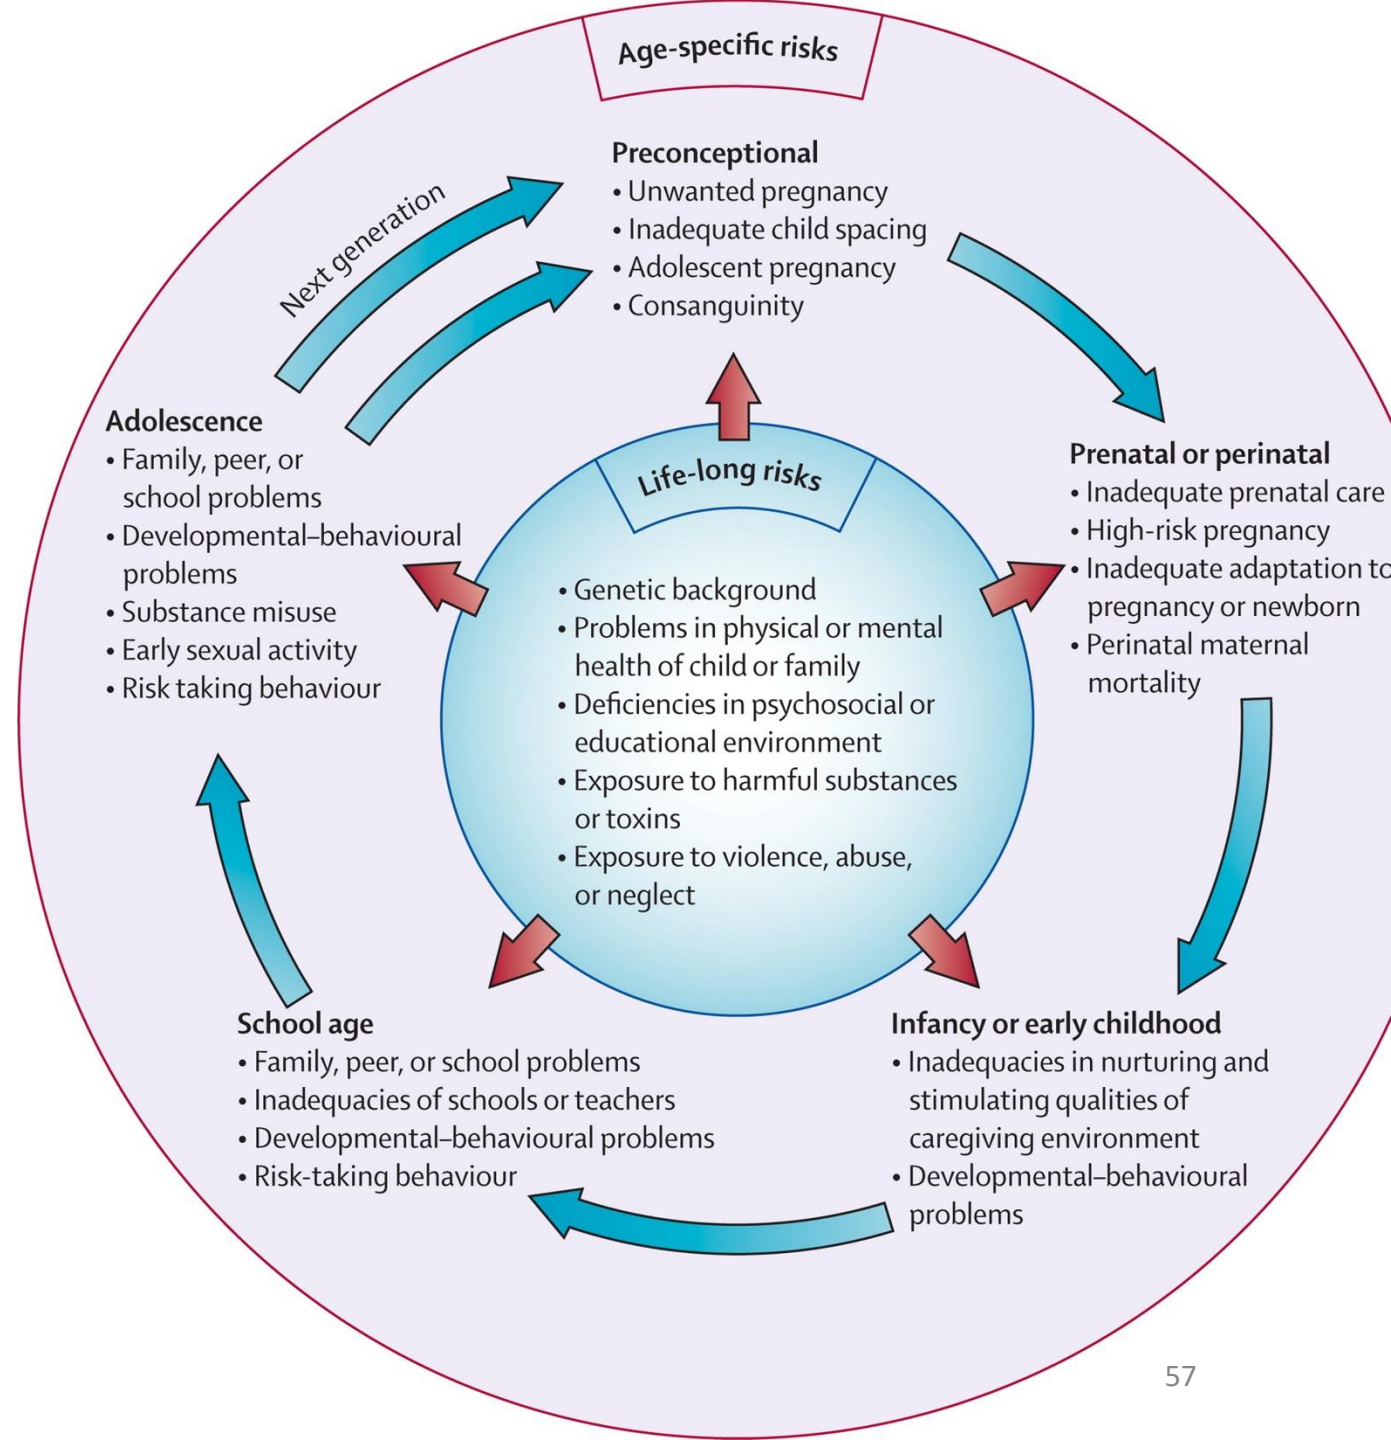 Age-specific risks
Preconceptional
• Unwanted pregnancy
• Inadequate child spacing
• Adolescent pregnancy
• Consanguinity
Next generation
Prenatal or perinatal
• Inadequate prenatal care
• High-risk pregnancy
• Inadequate adaptation to
pregnancy or newborn
• Perinatal maternal
mortality
Infancy or early childhood
• Inadequacies in nurturing and
stimulating qualities of
caregiving environment
• Developmental–behavioural
problems
School age
• Family, peer, or school problems
• Inadequacies of schools or teachers
• Developmental–behavioural problems
• Risk-taking behaviour
Adolescence
• Family, peer, or
school problems
• Developmental–behavioural
problems
• Substance misuse
• Early sexual activity
• Risk taking behaviour
Life-long risks
• Genetic background
• Problems in physical or mental
health of child or family
• Deficiencies in psychosocial or
educational environment
• Exposure to harmful substances
or toxins
• Exposure to violence, abuse,
or neglect
57